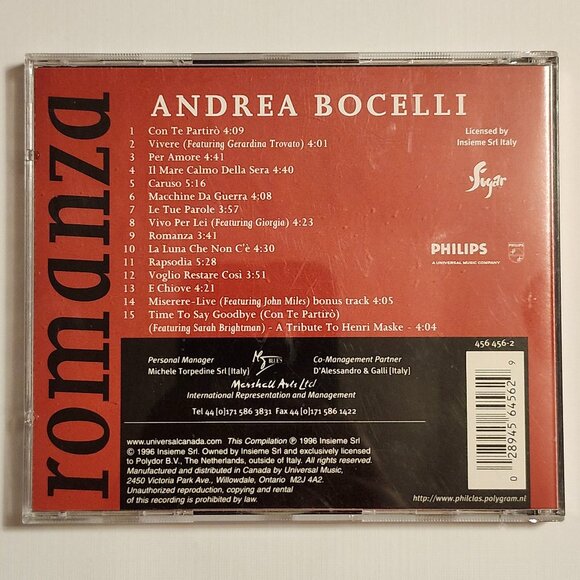 romanza
ANDREA BOCELLI
1 Con Te Partirò 4:09
2 Vivere (Featuring Gerardina Trovato) 4:01
3 Per Amore 4:41
4 Il Mare Calmo Della Sera 4:40
5 Caruso 5:16
6 Macchine Da Guerra 4:08
7 Le Tue Parole 3:57
8 Vivo Per Lei (Featuring Giorgia) 4:23
9 Romanza 3:41
10 La Luna Che Non C'è 4:30
11 Rapsodia 5:28
12 Voglio Restare Così 3:51
13 E Chiove 4:21
14 Miserere-Live (Featuring John Miles) bonus track 4:05
15 Time To Say Goodbye (Con Te Partirò)
(Featuring Sarah Brightman) - A Tribute To Henri Maske - 4:04
Licensed by
Insieme Srl Italy
Sugar
PHILIPS
A UNIVERSAL MUSIC COMPANY
PHILIPS
456 456-2
Personal Manager
Michele Torpedine Srl [Italy]
Co-Management Partner
D'Alessandro & Galli [Italy]
Marshall Arts Ltd
International Representation and Management
Tel 44 [0]171 586 3831 Fax 44 [0]171 586 1422
www.universalcanada.com This Compilation ℗ 1996 Insieme Srl
© 1996 Insieme Srl. Owned by Insieme Srl and exclusively licensed
to Polydor B.V., The Netherlands, outside of Italy. All rights reserved.
Manufactured and distributed in Canada by Universal Music,
2450 Victoria Park Ave., Willowdale, Ontario M2J 4A2.
Unauthorized reproduction, copying and rental
of this recording is prohibited by law.
0 28945 64562 9
http://www.philclas.polygram.nl